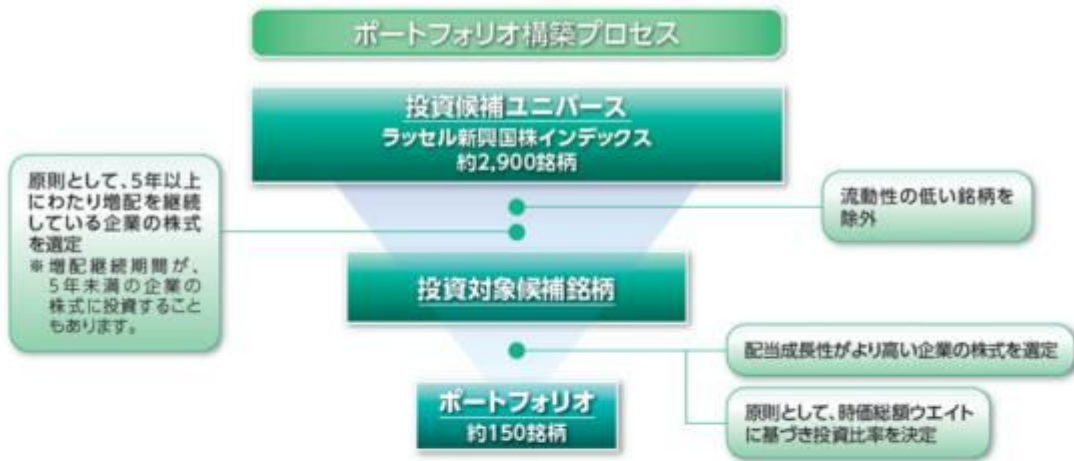 ポートフォリオ構築プロセス
投資候補ユニバース
ラッセル新興国株インデックス
約2,900銘柄
原則として、5年以上
にわたり増配を継続
している企業の株式
を選定
※増配継続期間が、
5年未満の企業の
株式に投資すること
もあります。
流動性の低い銘柄を
除外
投資対象候補銘柄
配当成長性がより高い企業の株式を選定
ポートフォリオ
約150銘柄
原則として、時価総額ウエイト
に基づき投資比率を決定